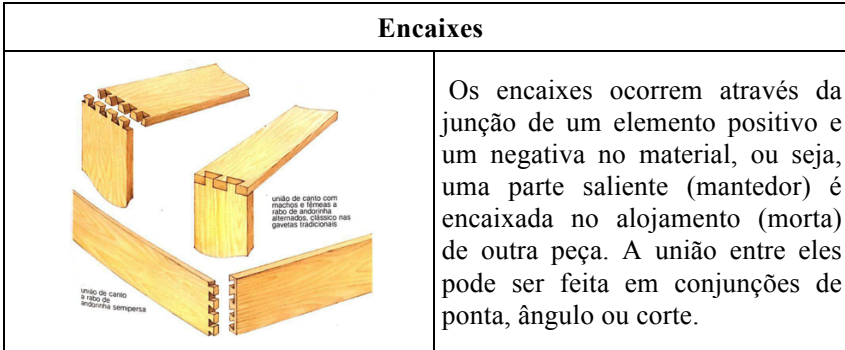 Encaixes
união de canto com
machos e fêmeas a
rabo de andorinha
alternados, clássico nas
gavetas tradicionais
união de canto
a rabo de
andorinha semipersa
Os encaixes ocorrem através da
junção de um elemento positivo e
um negativa no material, ou seja,
uma parte saliente (mantedor) é
encaixada no alojamento (morta)
de outra peça. A união entre eles
pode ser feita em conjunções de
ponta, ângulo ou corte.